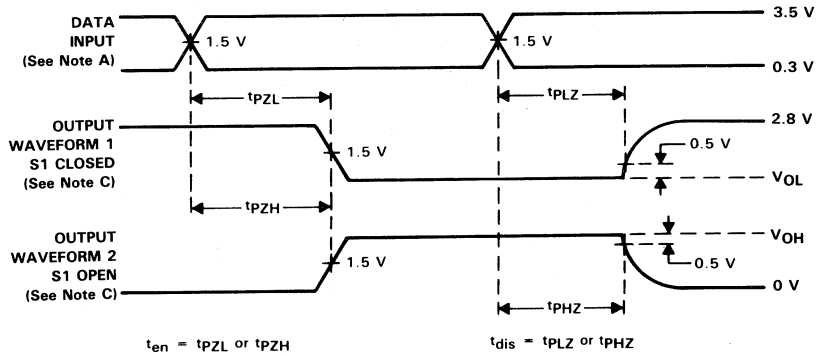 DATA
INPUT
(See Note A)
1.5 V
1.5 V
3.5 V
0.3 V
tPZL
tPLZ
OUTPUT
WAVEFORM 1
S1 CLOSED
(See Note C)
1.5 V
2.8 V
0.5 V
VOL
tPZH
OUTPUT
WAVEFORM 2
S1 OPEN
(See Note C)
1.5 V
VOH
0.5 V
0 V
tPHZ
ten = tPZL or tPZH
tdis = tPLZ or tPHZ